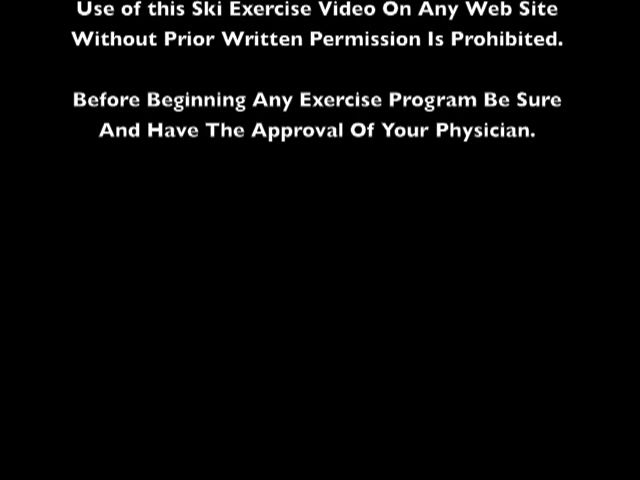 Use of this Ski Exercise Video On Any Web Site
Without Prior Written Permission Is Prohibited.
Before Beginning Any Exercise Program Be Sure
And Have The Approval Of Your Physician.